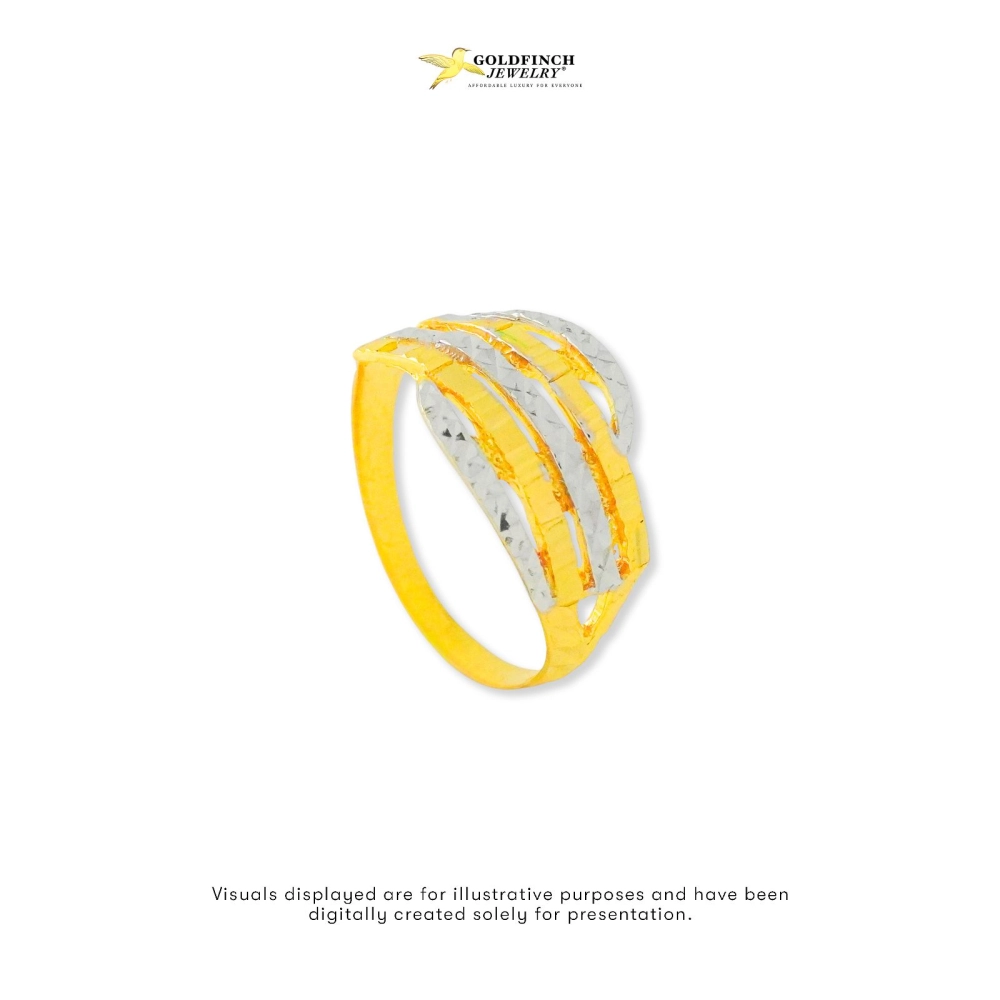 GOLDFINCH
JEWELRY®
AFFORDABLE LUXURY FOR EVERYONE
Visuals displayed are for illustrative purposes and have been
digitally created solely for presentation.